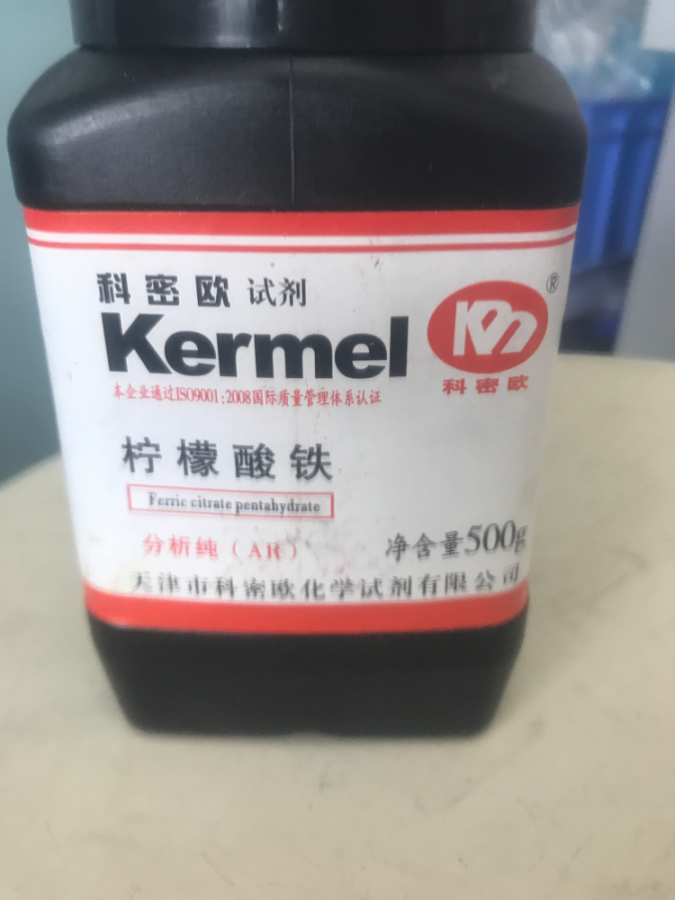 科密欧 试剂
Kermel
®
科密欧
本企业通过ISO9001:2008国际质量管理体系认证
柠檬酸铁
Ferric citrate pentahydrate
分析纯（AR）
净含量500g
天津市科密欧化学试剂有限公司